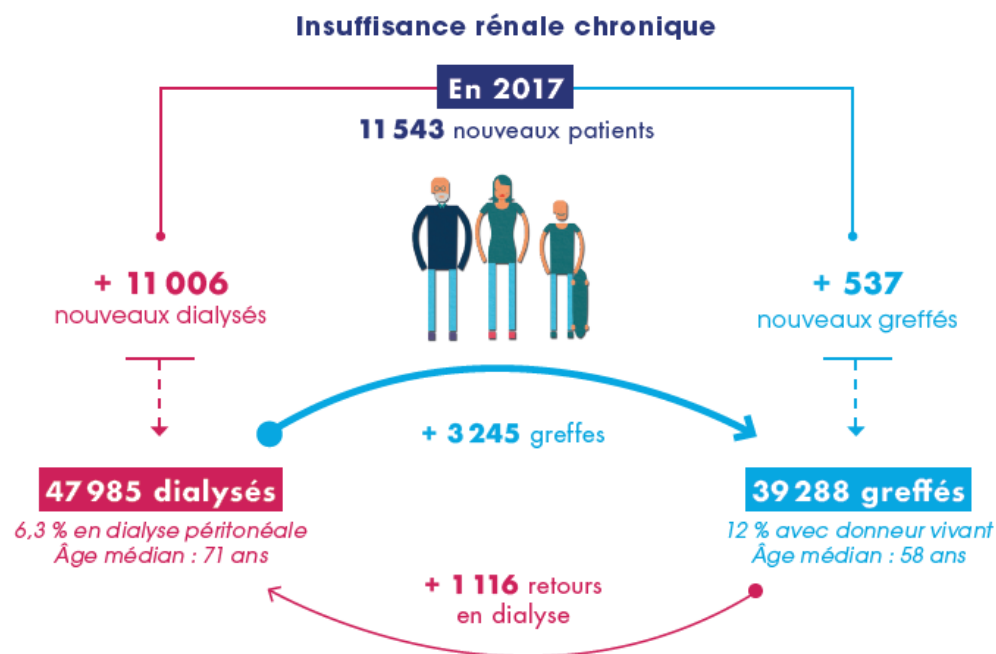 Insuffisance rénale chronique
En 2017
11 543 nouveaux patients
+ 11 006
nouveaux dialysés
+ 537
nouveaux greffés
+ 3 245 greffes
47 985 dialysés
6,3 % en dialyse péritonéale
Âge médian : 71 ans
39 288 greffés
12 % avec donneur vivant
Âge médian : 58 ans
+ 1 116 retours
en dialyse